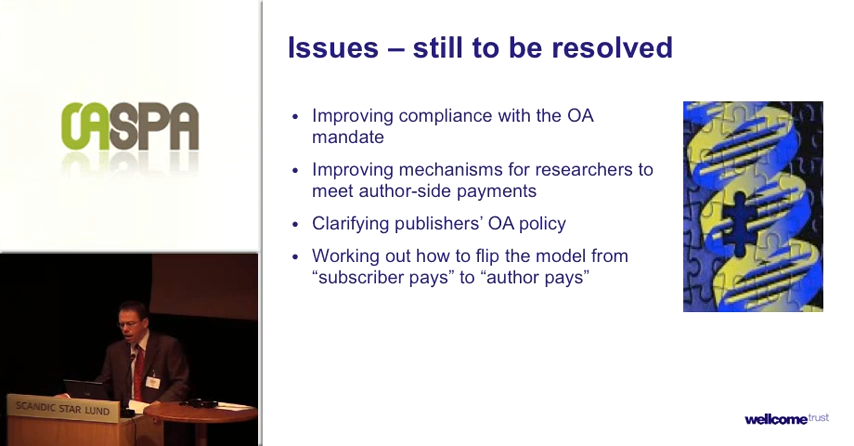 OASPA
Issues – still to be resolved
• Improving compliance with the OA
mandate
• Improving mechanisms for researchers to
meet author-side payments
• Clarifying publishers’ OA policy
• Working out how to flip the model from
“subscriber pays” to “author pays”
SCANDIC STAR LUND
wellcometrust